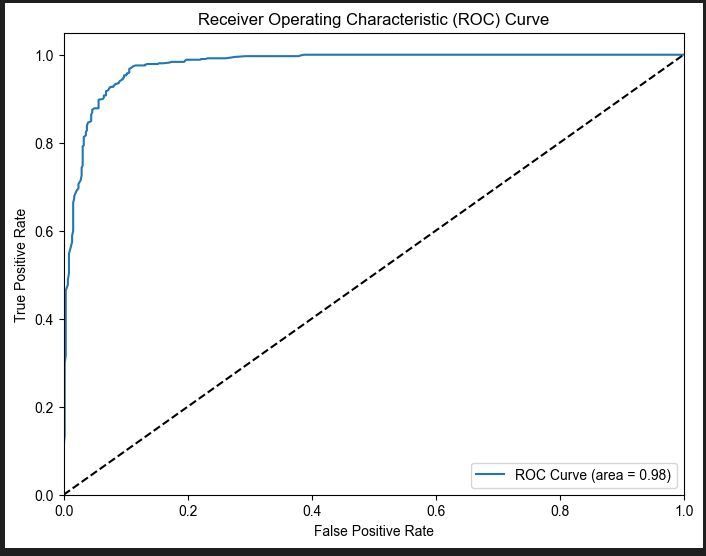 Receiver Operating Characteristic (ROC) Curve
1.0
0.8
0.6
0.4
0.2
0.0
True Positive Rate
ROC Curve (area = 0.98)
0.0 0.2 0.4 0.6 0.8 1.0
False Positive Rate